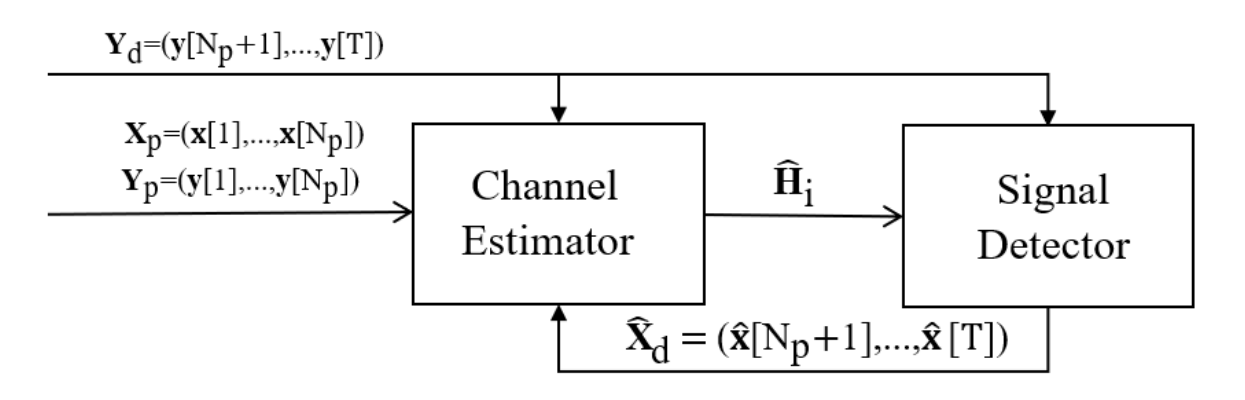 Y_d=(y[N_p+1],...,y[T])
X_p=(x[1],...,x[N_p])
Y_p=(y[1],...,y[N_p])
Channel
Estimator
Ĥ_i
Signal
Detector
X̂_d = (x̂[N_p+1],...,x̂ [T])